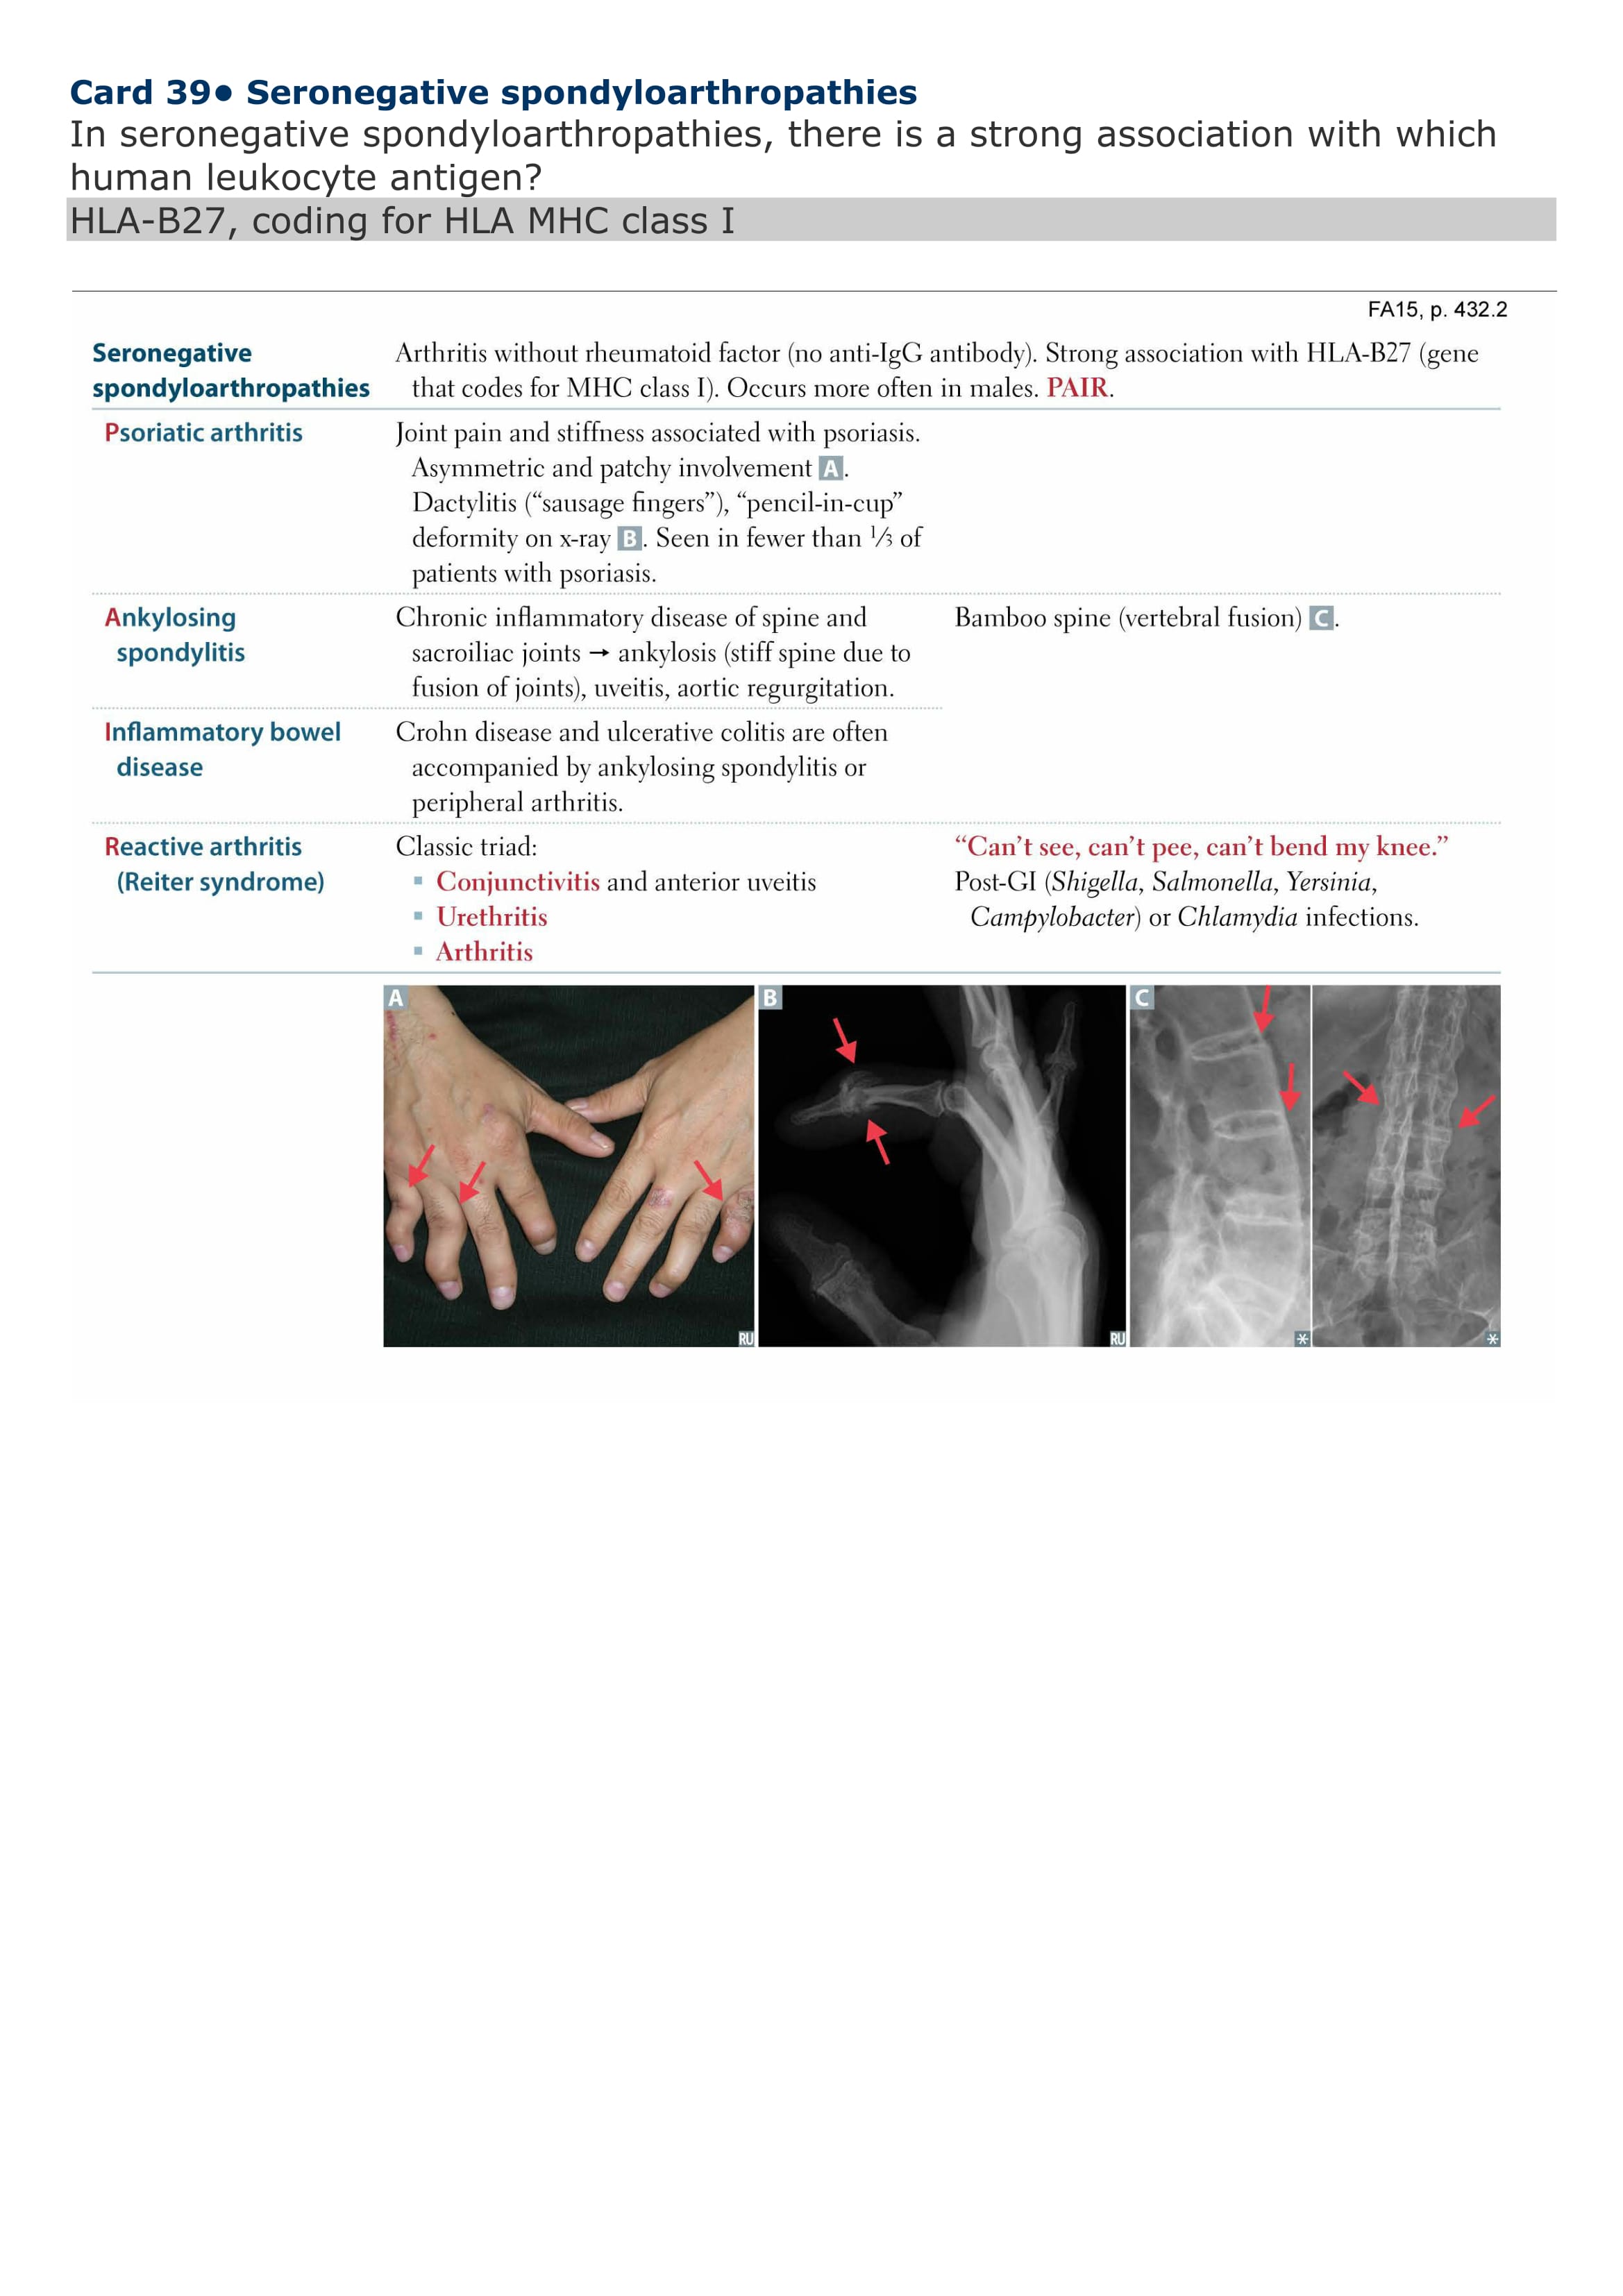 Card 39● Seronegative spondyloarthropathies
In seronegative spondyloarthropathies, there is a strong association with which
human leukocyte antigen?
HLA-B27, coding for HLA MHC class I
FA15, p. 432.2
Seronegative
spondyloarthropathies
Arthritis without rheumatoid factor (no anti-IgG antibody). Strong association with HLA-B27 (gene
that codes for MHC class I). Occurs more often in males. PAIR.
Psoriatic arthritis
Joint pain and stiffness associated with psoriasis.
Asymmetric and patchy involvement A.
Dactylitis (“sausage fingers”), “pencil-in-cup”
deformity on x-ray B. Seen in fewer than ⅓ of
patients with psoriasis.
Ankylosing
spondylitis
Chronic inflammatory disease of spine and
sacroiliac joints → ankylosis (stiff spine due to
fusion of joints), uveitis, aortic regurgitation.
Bamboo spine (vertebral fusion) C.
Inflammatory bowel
disease
Crohn disease and ulcerative colitis are often
accompanied by ankylosing spondylitis or
peripheral arthritis.
Reactive arthritis
(Reiter syndrome)
Classic triad:
▪ Conjunctivitis and anterior uveitis
▪ Urethritis
▪ Arthritis
“Can’t see, can’t pee, can’t bend my knee.”
Post-GI (Shigella, Salmonella, Yersinia,
Campylobacter) or Chlamydia infections.
A
B
C
RU
RU
*
*